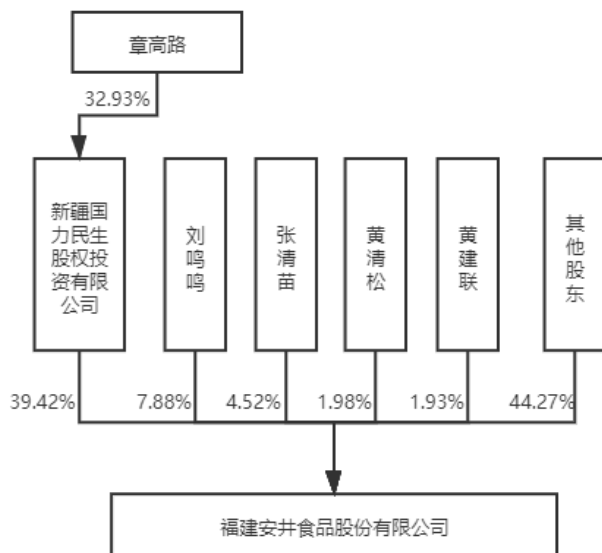 章高路
32.93%
新疆国
力民生
股权投
资有限
公司
刘
鸣
鸣
张
清
苗
黄
清
松
黄
建
联
其
他
股
东
39.42%
7.88%
4.52%
1.98%
1.93%
44.27%
福建安井食品股份有限公司